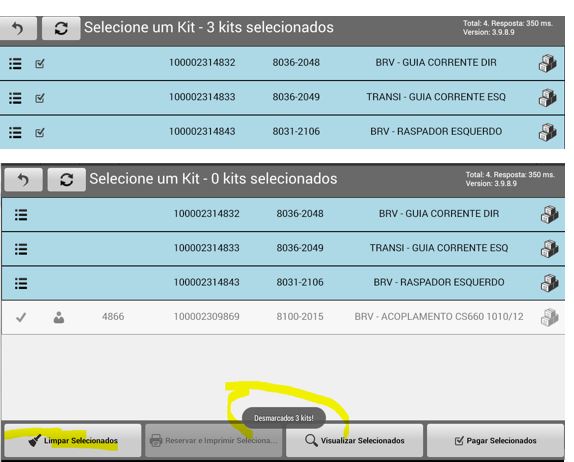 Selecione um Kit - 3 kits selecionados
Total: 4. Resposta: 350 ms.
Version: 3.9.8.9
100002314832 8036-2048 BRV - GUIA CORRENTE DIR
100002314833 8036-2049 TRANSI - GUIA CORRENTE ESQ
100002314843 8031-2106 BRV - RASPADOR ESQUERDO
Selecione um Kit - 0 kits selecionados
Total: 4. Resposta: 350 ms.
Version: 3.9.8.9
100002314832 8036-2048 BRV - GUIA CORRENTE DIR
100002314833 8036-2049 TRANSI - GUIA CORRENTE ESQ
100002314843 8031-2106 BRV - RASPADOR ESQUERDO
4866 100002309869 8100-2015 BRV - ACOPLAMENTO CS660 1010/12
Desmarcados 3 kits!
Limpar Selecionados Reservar e Imprimir Seleciona... Visualizar Selecionados Pagar Selecionados